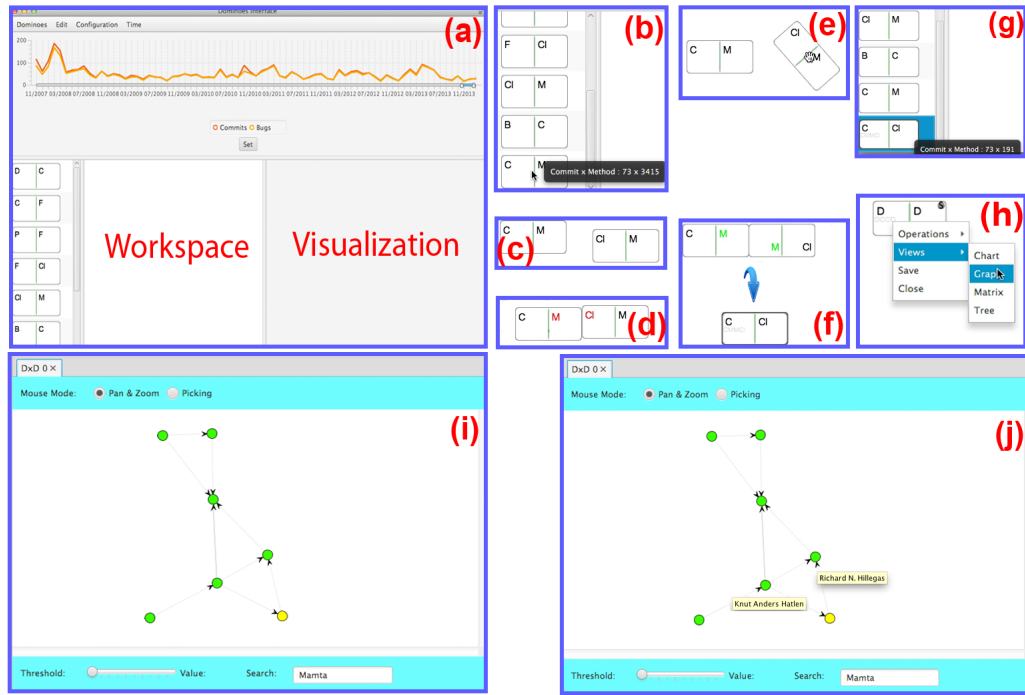 Dominoes Interface
Dominoes Edit Configuration Time
(a)
200
100
0
11/2007 03/2008 07/2008 11/2008 03/2009 07/2009 11/2009 03/2010 07/2010 11/2010 03/2011 07/2011 11/2011 03/2012 07/2012 11/2012 03/2013 07/2013 11/2013
Commits Bugs
Set
D C
C F
P F
F Cl
Cl M
B C
Workspace
Visualization
(b)
F Cl
Cl M
B C
C M
Commit x Method : 73 x 3415
(c)
C M
Cl M
(d)
C M Cl M
(e)
C M
Cl M
(f)
C M M Cl
C Cl
(g)
Cl M
B C
C M
C Cl
Commit x Method : 73 x 191
(h)
D D
Operations
Views
Save
Close
Chart
Graph
Matrix
Tree
DxD 0 ×
Mouse Mode: Pan & Zoom Picking
(i)
Threshold: Value: Search: Mamta
DxD 0 ×
Mouse Mode: Pan & Zoom Picking
(j)
Richard N. Hillegas
Knut Anders Hatlen
Threshold: Value: Search: Mamta